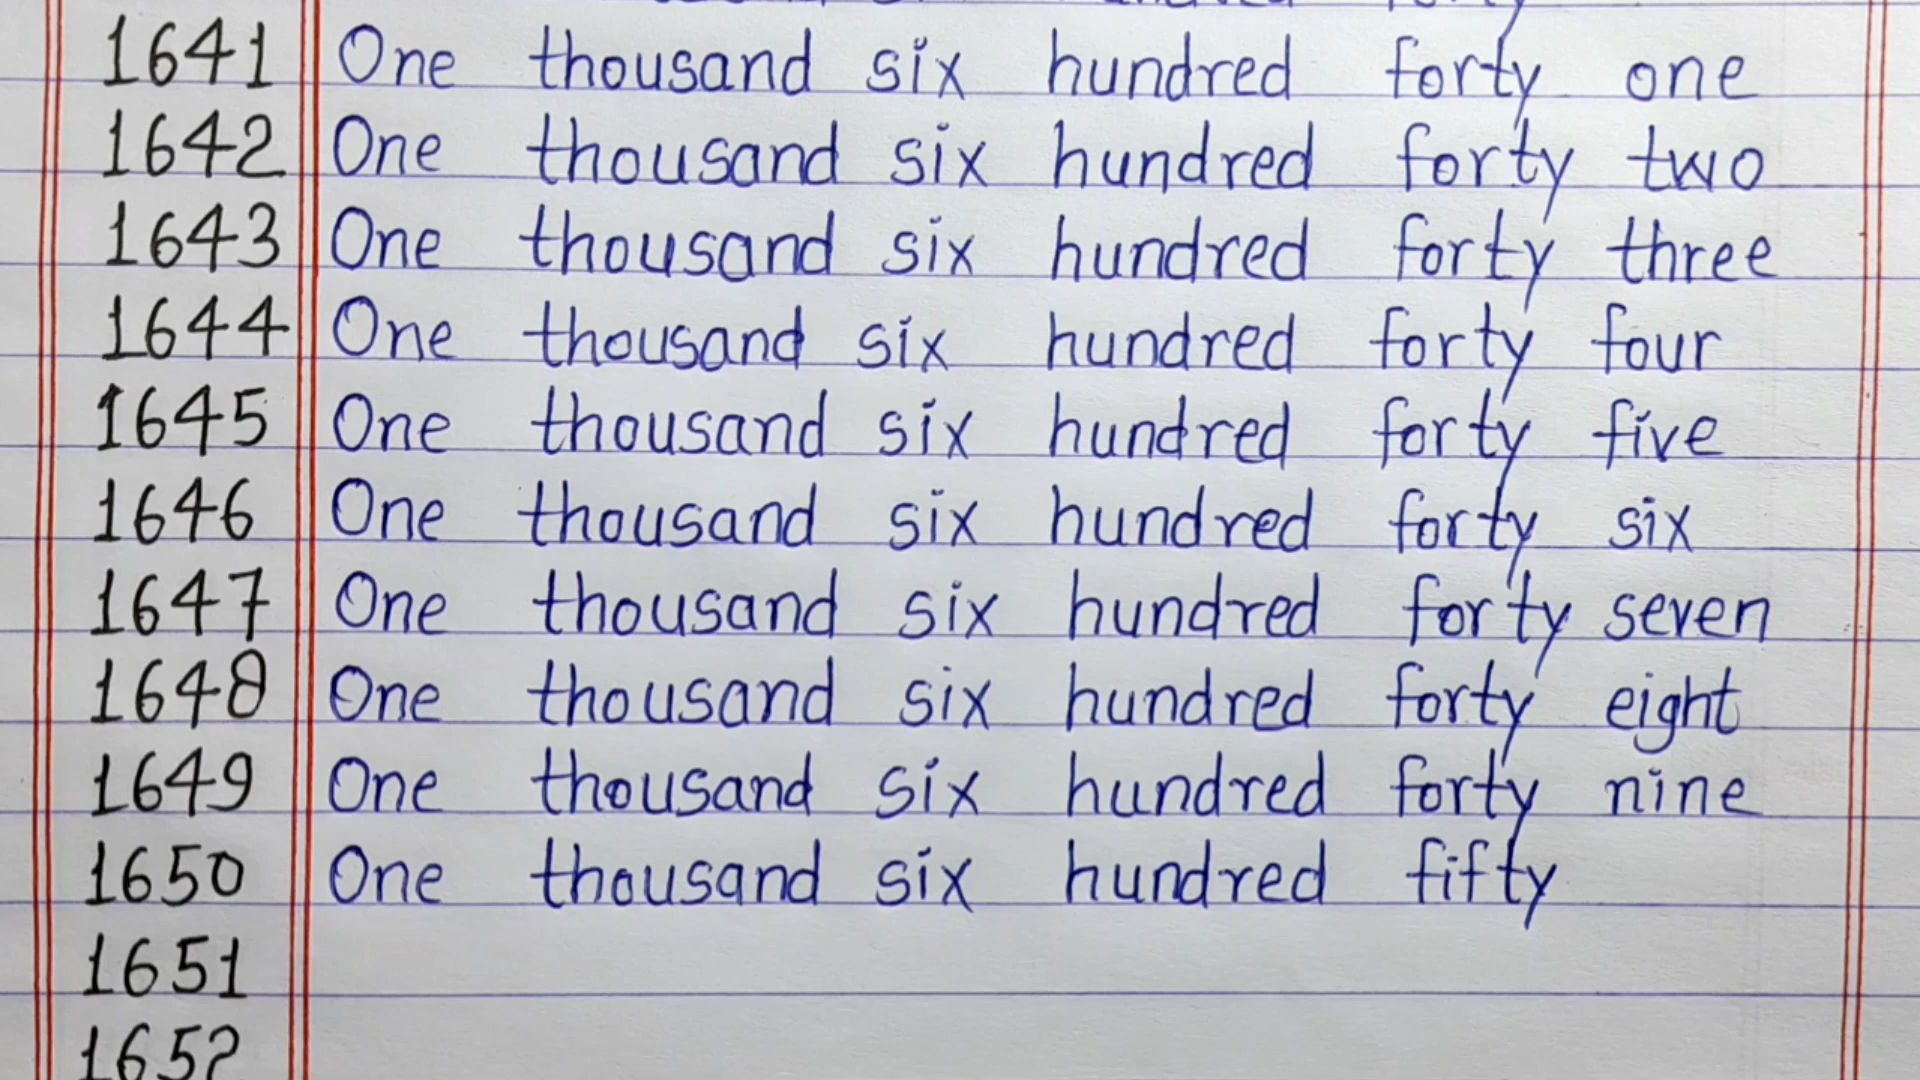 1641 One thousand six hundred forty one
1642 One thousand six hundred forty two
1643 One thousand six hundred forty three
1644 One thousand six hundred forty four
1645 One thousand six hundred forty five
1646 One thousand six hundred forty six
1647 One thousand six hundred forty seven
1648 One thousand six hundred forty eight
1649 One thousand six hundred forty nine
1650 One thousand six hundred fifty
1651
1652